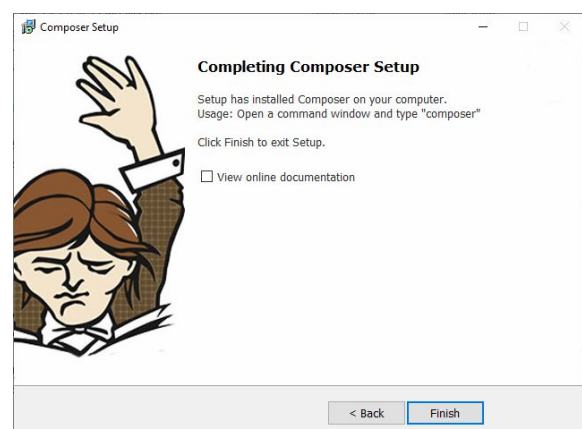 Composer Setup
Completing Composer Setup
Setup has installed Composer on your computer.
Usage: Open a command window and type "composer"
Click Finish to exit Setup.
View online documentation
< Back
Finish